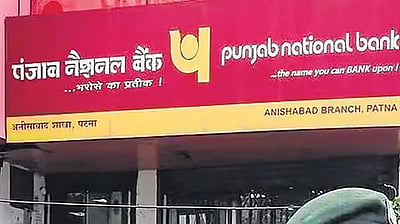 पंजाब नैशनल बैंक
...भरोसे का प्रतीक !
punjab national bank
...the name you can BANK upon !
अनीसाबाद शाखा, पटना
ANISHABAD BRANCH, PATNA